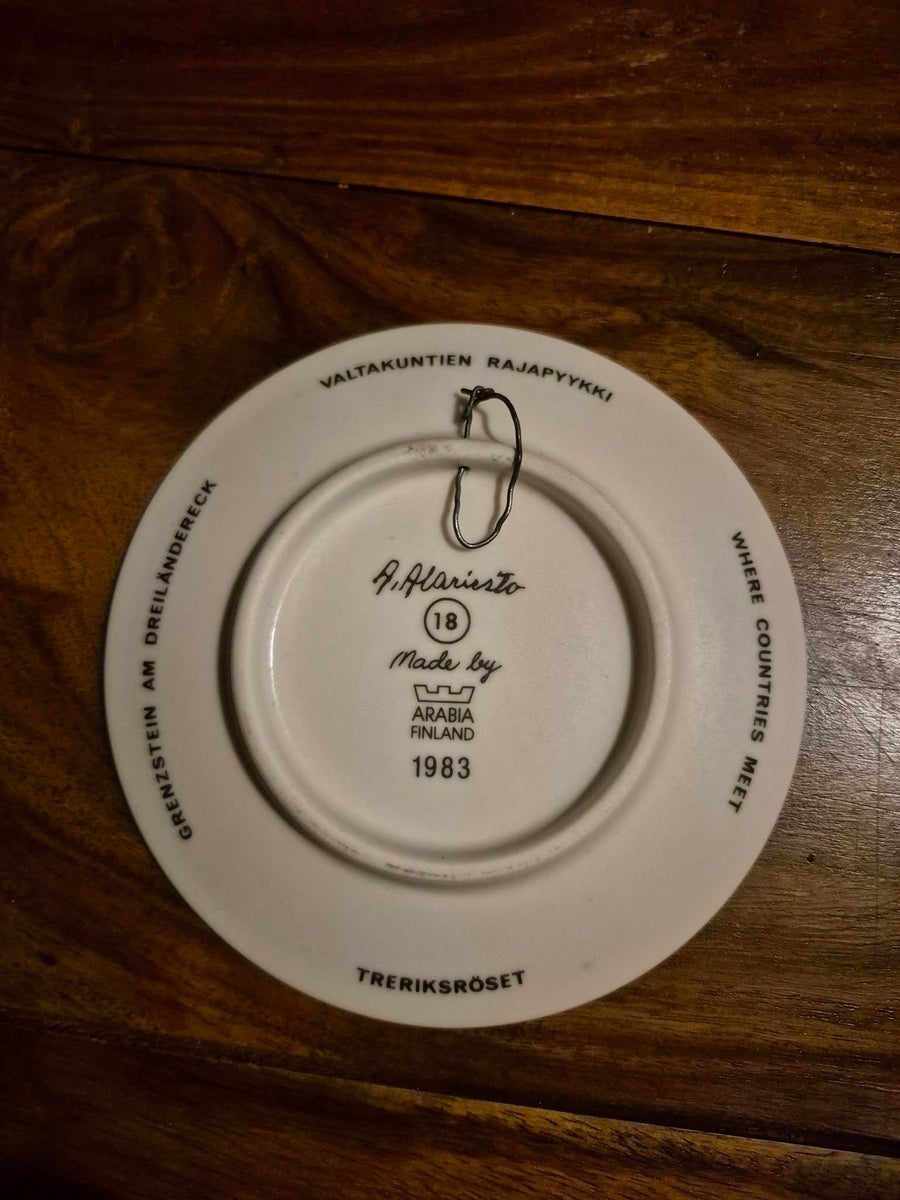 VALTAKUNTIEN RAJAPYYKKI
WHERE COUNTRIES MEET
TRERIKSRÖSET
GRENZSTEIN AM DREILÄNDERECK
A. Alariesto
18
Made by
ARABIA
FINLAND
1983